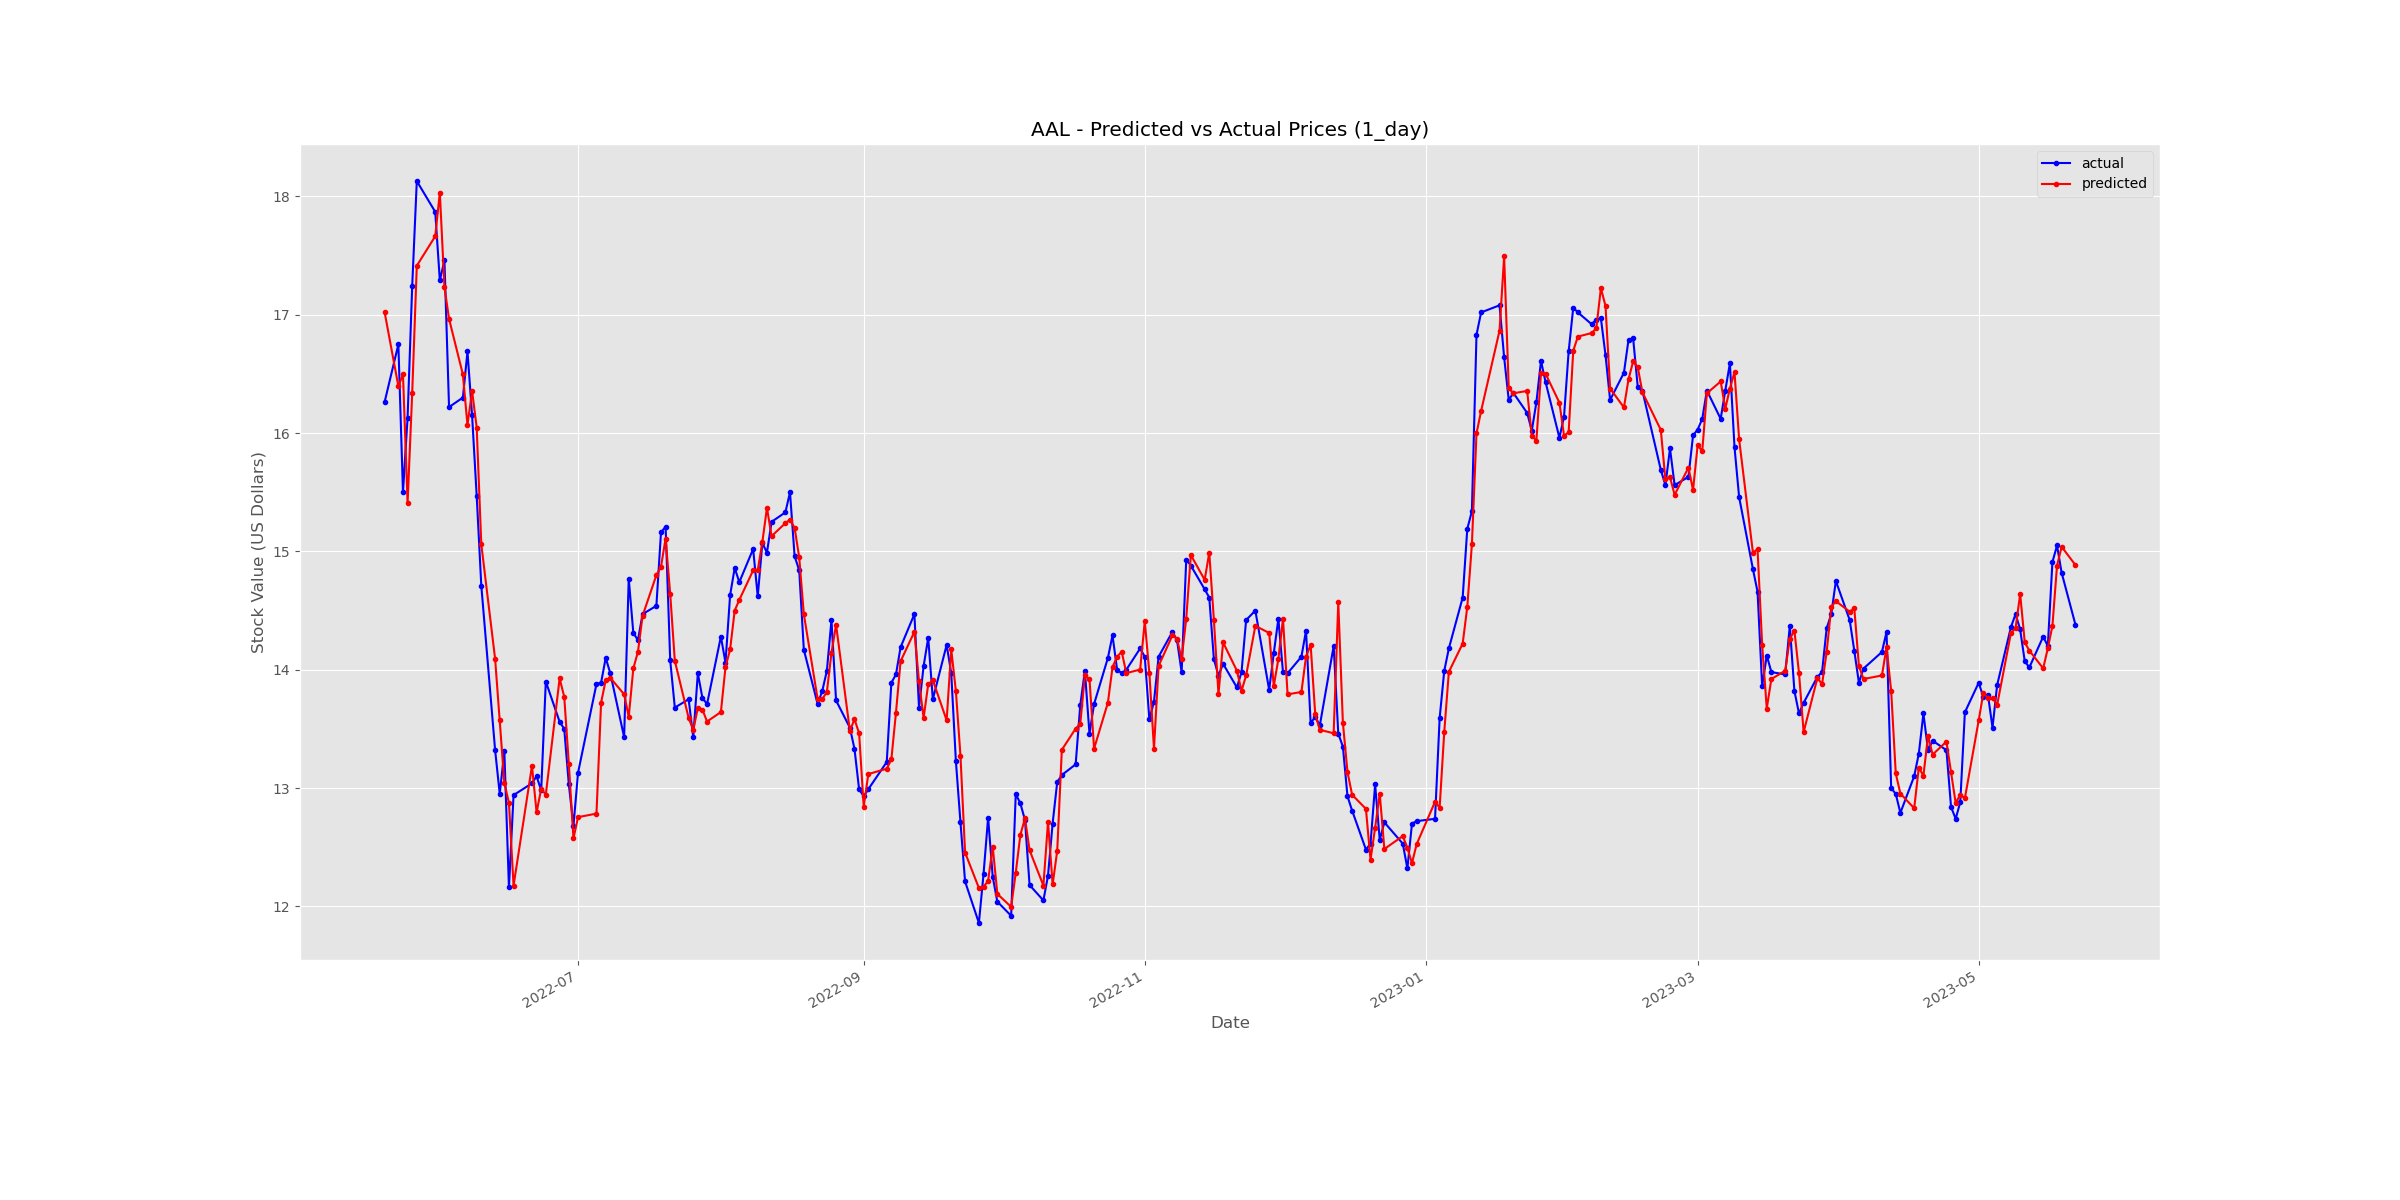 AAL - Predicted vs Actual Prices (1_day)
actual
predicted
Stock Value (US Dollars)
18
17
16
15
14
13
12
2022-07
2022-09
2022-11
2023-01
2023-03
2023-05
Date